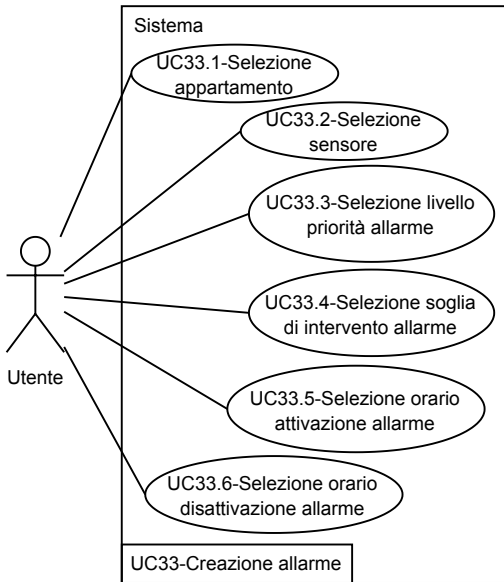 Sistema
UC33.1-Selezione
appartamento
UC33.2-Selezione
sensore
UC33.3-Selezione livello
priorità allarme
UC33.4-Selezione soglia
di intervento allarme
Utente
UC33.5-Selezione orario
attivazione allarme
UC33.6-Selezione orario
disattivazione allarme
UC33-Creazione allarme